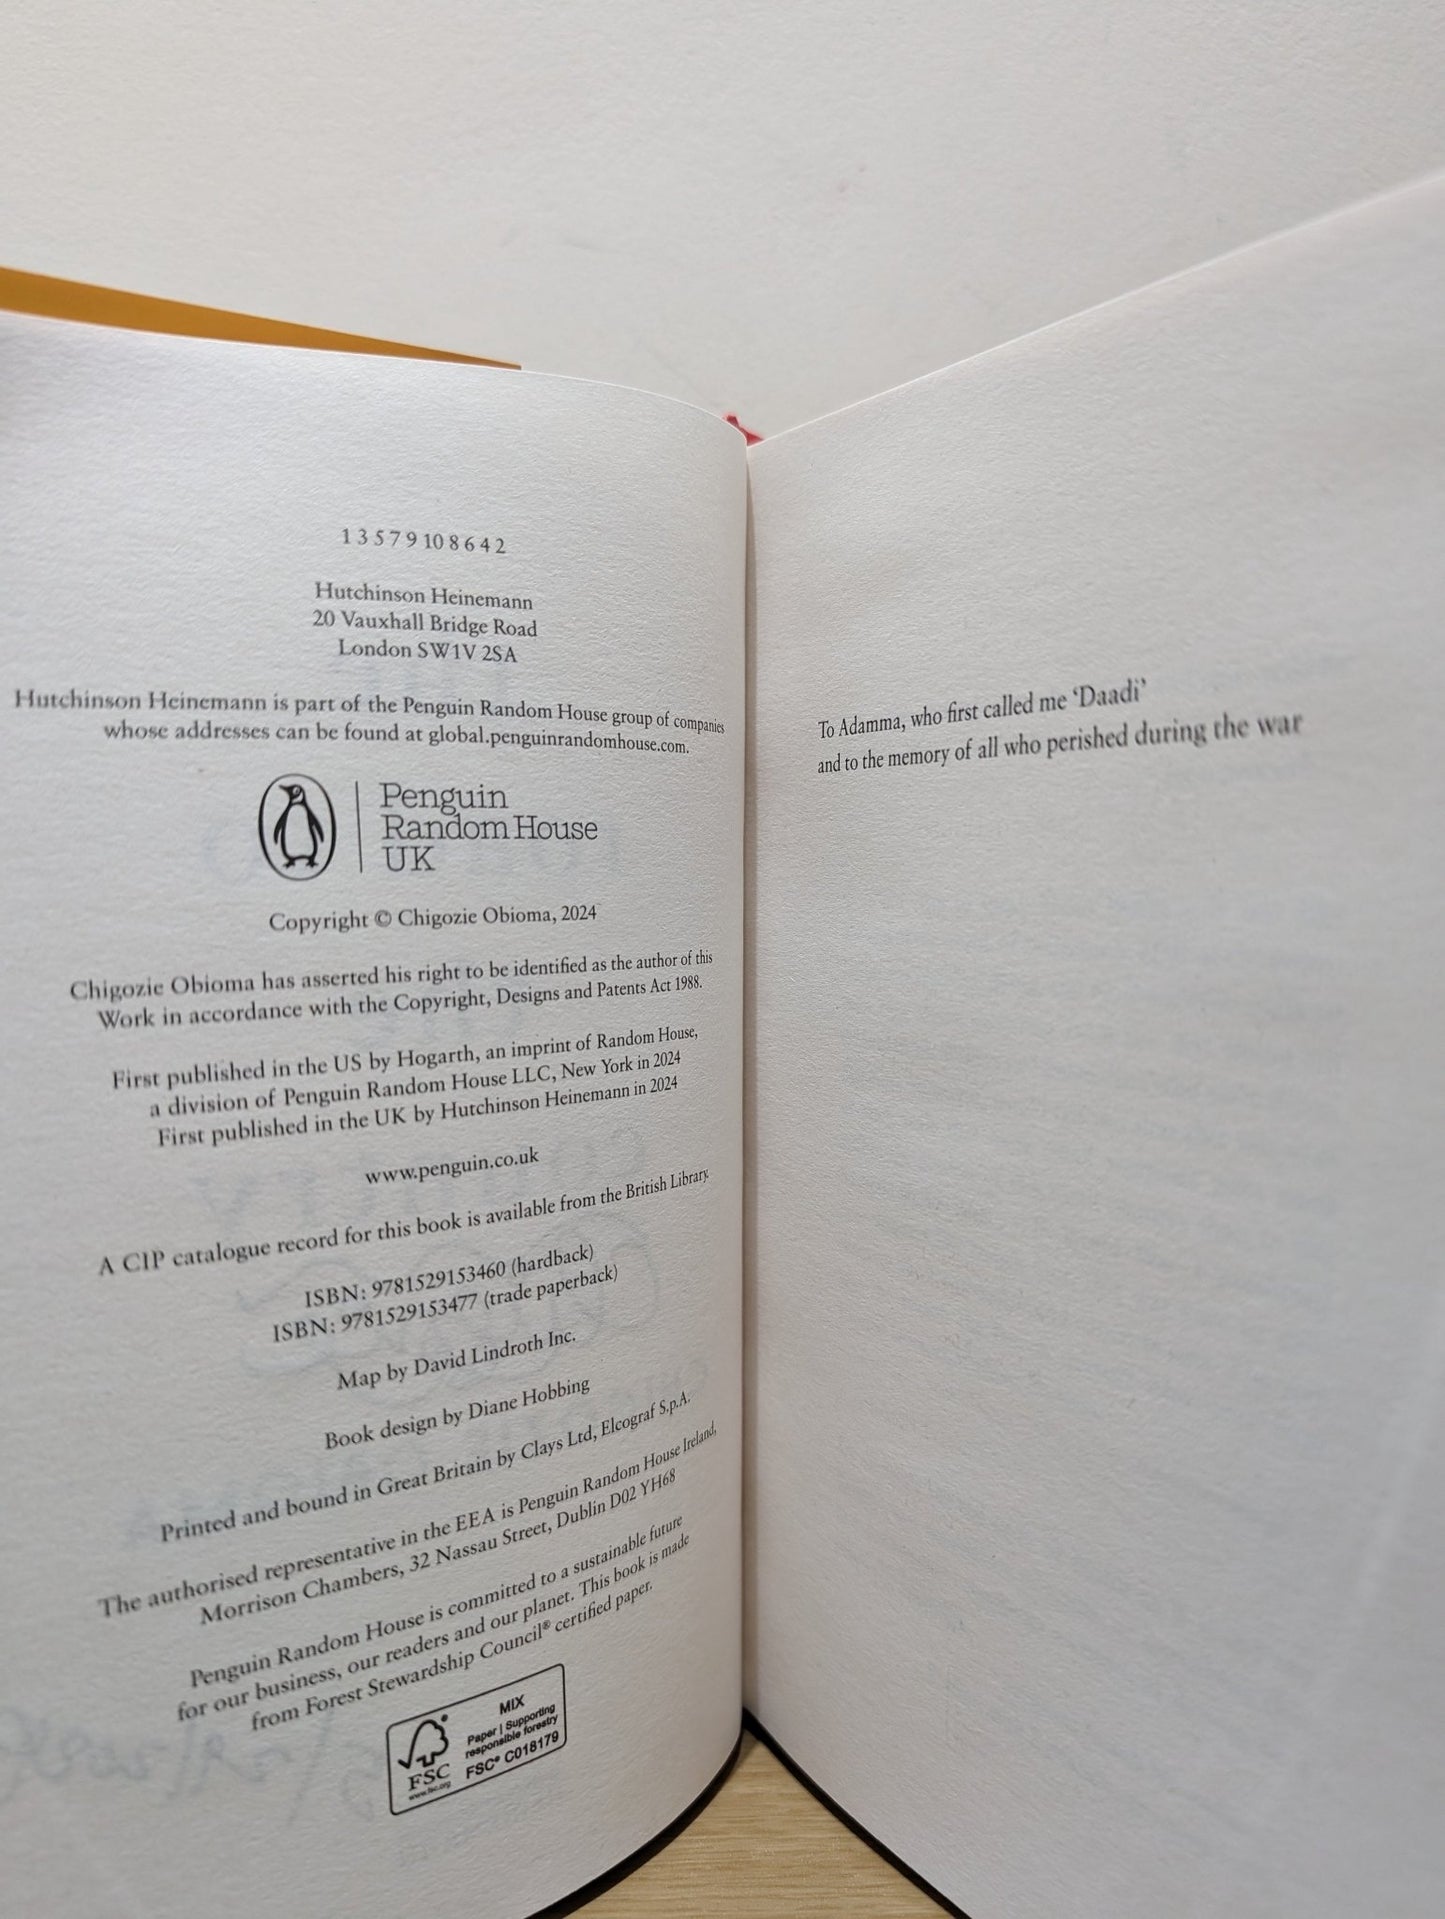 1 3 5 7 9 10 8 6 4 2
Hutchinson Heinemann
20 Vauxhall Bridge Road
London SW1V 2SA
Hutchinson Heinemann is part of the Penguin Random House group of companies
whose addresses can be found at global.penguinrandomhouse.com.
Penguin
Random House
UK
Copyright © Chigozie Obioma, 2024
Chigozie Obioma has asserted his right to be identified as the author of this
Work in accordance with the Copyright, Designs and Patents Act 1988.
First published in the US by Hogarth, an imprint of Random House,
a division of Penguin Random House LLC, New York in 2024
First published in the UK by Hutchinson Heinemann in 2024
www.penguin.co.uk
A CIP catalogue record for this book is available from the British Library.
ISBN: 9781529153460 (hardback)
ISBN: 9781529153477 (trade paperback)
Map by David Lindroth Inc.
Book design by Diane Hobbing
Printed and bound in Great Britain by Clays Ltd, Elcograf S.p.A.
The authorised representative in the EEA is Penguin Random House Ireland,
Morrison Chambers, 32 Nassau Street, Dublin D02 YH68
Penguin Random House is committed to a sustainable future
for our business, our readers and our planet. This book is made
from Forest Stewardship Council® certified paper.
FSC
www.fsc.org
MIX
Paper | Supporting
responsible forestry
FSC® C018179
To Adamma, who first called me ‘Daadi’
and to the memory of all who perished during the war